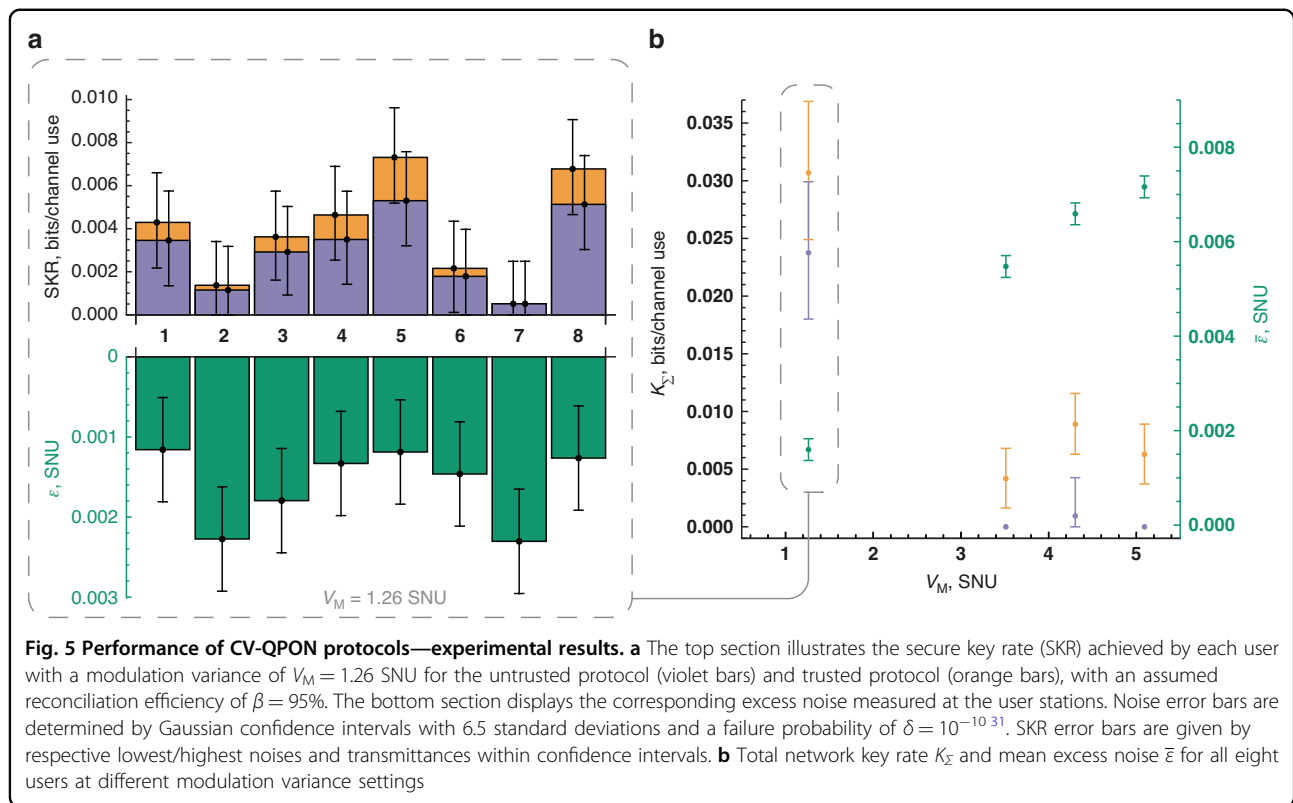 a
SKR, bits/channel use
0.010
0.008
0.006
0.004
0.002
0.000
1 2 3 4 5 6 7 8
ε, SNU
0
0.001
0.002
0.003
V_M = 1.26 SNU
b
K_Σ, bits/channel use
0.035
0.030
0.025
0.020
0.015
0.010
0.005
0.000
1 2 3 4 5
V_M, SNU
0.008
0.006
0.004
0.002
0.000
ε̅, SNU
Fig. 5 Performance of CV-QPON protocols—experimental results. a The top section illustrates the secure key rate (SKR) achieved by each user
with a modulation variance of V_M = 1.26 SNU for the untrusted protocol (violet bars) and trusted protocol (orange bars), with an assumed
reconciliation efficiency of β = 95%. The bottom section displays the corresponding excess noise measured at the user stations. Noise error bars are
determined by Gaussian confidence intervals with 6.5 standard deviations and a failure probability of δ = 10⁻¹⁰ ³¹. SKR error bars are given by
respective lowest/highest noises and transmittances within confidence intervals. b Total network key rate K_Σ and mean excess noise ε̅ for all eight
users at different modulation variance settings